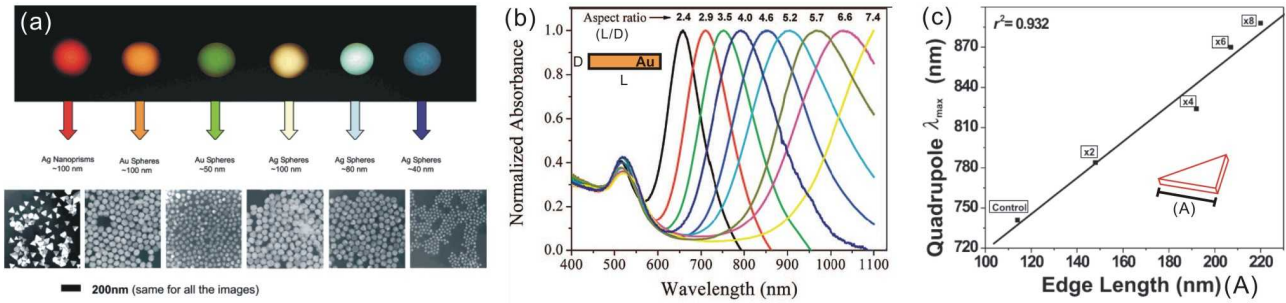 (a)
Ag Nanoprisms
~100 nm
Au Spheres
~100 nm
Au Spheres
~50 nm
Ag Spheres
~100 nm
Ag Spheres
~80 nm
Ag Spheres
~40 nm
200nm (same for all the images)
(b)
Aspect ratio
(L/D)
2.4 2.9 3.5 4.0 4.6 5.2 5.7 6.6 7.4
D
Au
L
Normalized Absorbance
1.0
0.8
0.6
0.4
0.2
0.0
400 500 600 700 800 900 1000 1100
Wavelength (nm)
(c)
r²= 0.932
Quadrupole λmax (nm)
870
840
810
780
750
720
x8
x6
x4
x2
Control
(A)
100 120 140 160 180 200 220
Edge Length (nm) (A)